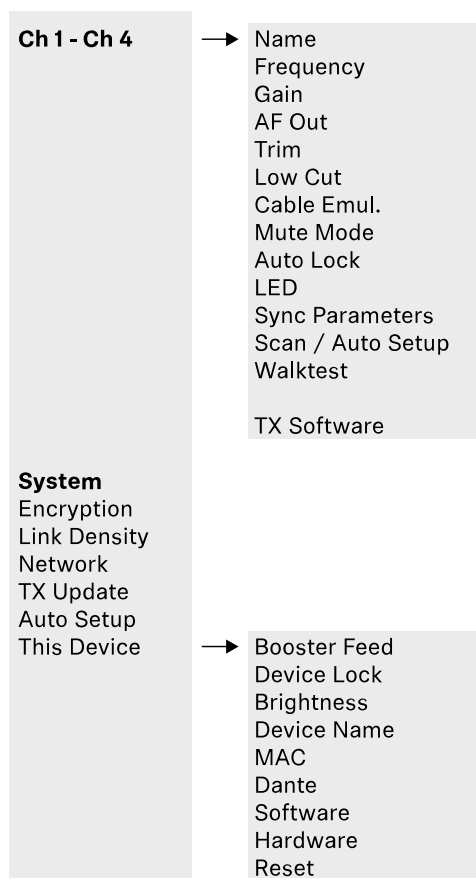 Ch 1 - Ch 4
Name
Frequency
Gain
AF Out
Trim
Low Cut
Cable Emul.
Mute Mode
Auto Lock
LED
Sync Parameters
Scan / Auto Setup
Walktest
TX Software
System
Encryption
Link Density
Network
TX Update
Auto Setup
This Device
Booster Feed
Device Lock
Brightness
Device Name
MAC
Dante
Software
Hardware
Reset